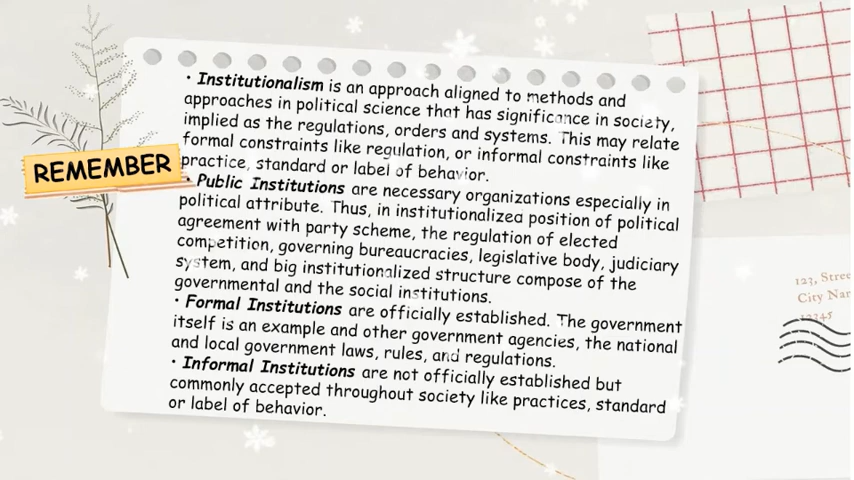 REMEMBER
• Institutionalism is an approach aligned to methods and
approaches in political science that has significance in society,
implied as the regulations, orders and systems. This may relate
formal constraints like regulation, or informal constraints like
practice, standard or label of behavior.
• Public Institutions are necessary organizations especially in
political attribute. Thus, in institutionalized position of political
agreement with party scheme, the regulation of elected
competition, governing bureaucracies, legislative body, judiciary
system, and big institutionalized structure compose of the
governmental and the social institutions.
• Formal Institutions are officially established. The government
itself is an example and other government agencies, the national
and local government laws, rules, and regulations.
• Informal Institutions are not officially established but
commonly accepted throughout society like practices, standard
or label of behavior.
123, Stree
City Nar
12345